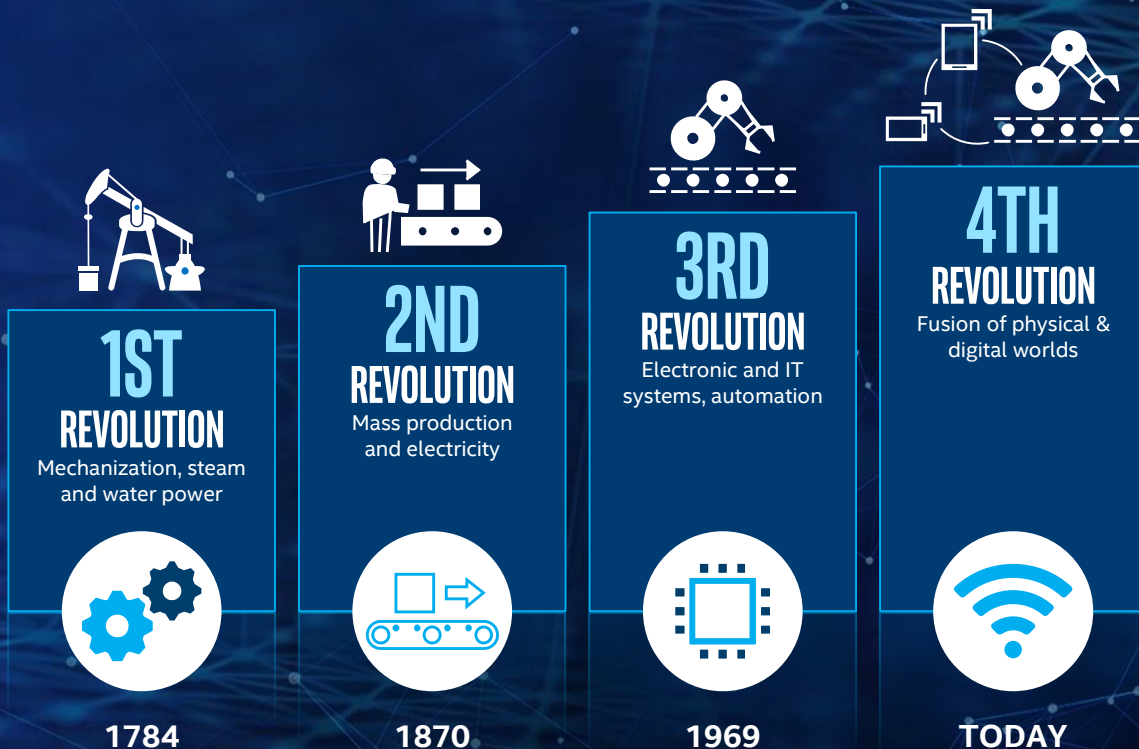 1ST
REVOLUTION
Mechanization, steam
and water power
1784
2ND
REVOLUTION
Mass production
and electricity
1870
3RD
REVOLUTION
Electronic and IT
systems, automation
1969
4TH
REVOLUTION
Fusion of physical &
digital worlds
TODAY